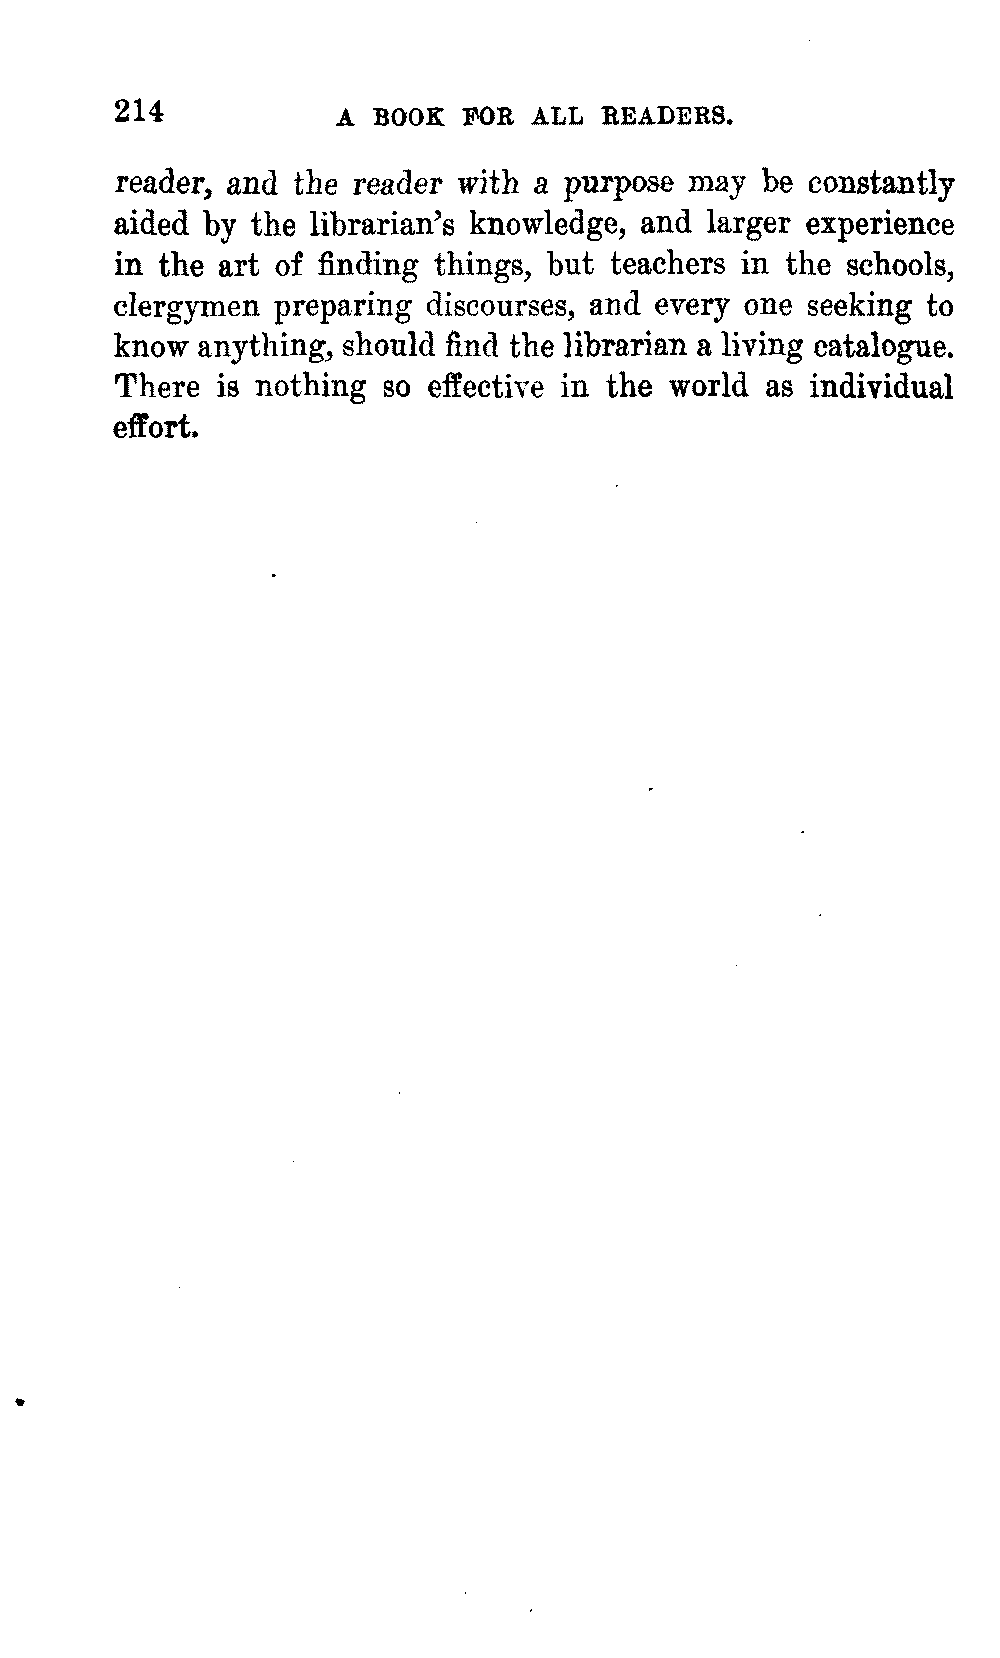 214 A BOOK FOR ALL READERS.
reader, and the reader with a purpose may be constantly
aided by the librarian's knowledge, and larger experience
in the art of finding things, but teachers in the schools,
clergymen preparing discourses, and every one seeking to
know anything, should find the librarian a living catalogue.
There is nothing so effective in the world as individual
effort.